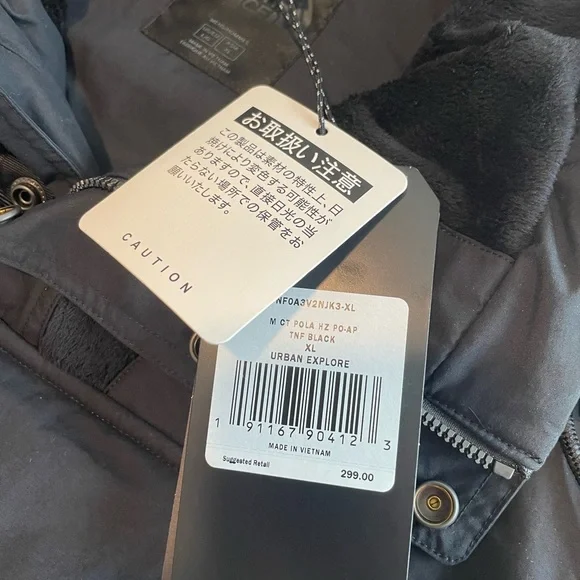 お取扱い注意
この製品は素材の特性上、日
焼けにより変色する可能性が
ありますので、直接日光の当
たらない場所での保管をお
願いいたします。
CAUTION
NF0A3V2NJK3-XL
M CT POLA HZ PO-AP
TNF BLACK
XL
URBAN EXPLORE
1 91167 90412 3
MADE IN VIETNAM
Suggested Retail
299.00